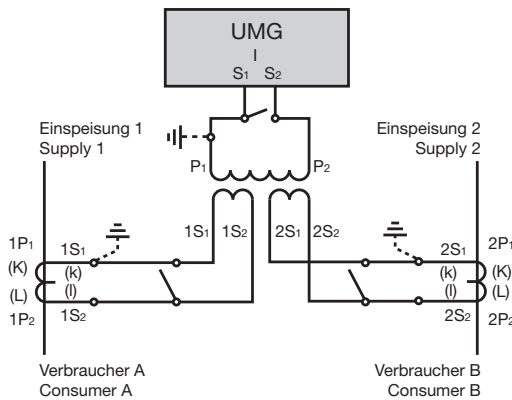 UMG
I
S1 S2
Einspeisung 1
Supply 1
Einspeisung 2
Supply 2
P1 P2
1S1 1S2 2S1 2S2
1P1 1S1 2S1 2P1
(K) (k) (k) (K)
(L) (l) (l) (L)
1P2 1S2 2S2 2P2
Verbraucher A
Consumer A
Verbraucher B
Consumer B